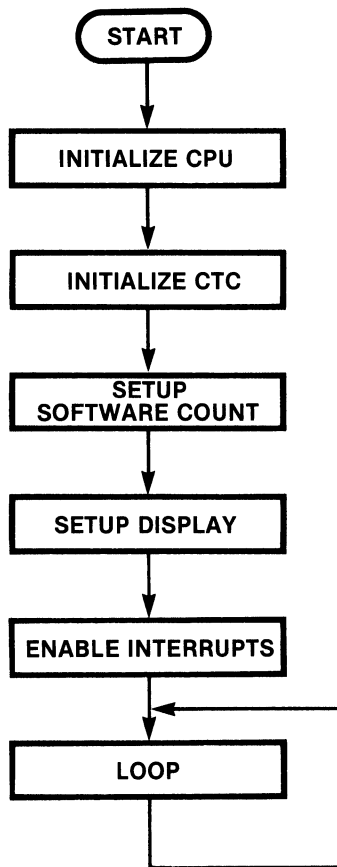 START
INITIALIZE CPU
INITIALIZE CTC
SETUP
SOFTWARE COUNT
SETUP DISPLAY
ENABLE INTERRUPTS
LOOP